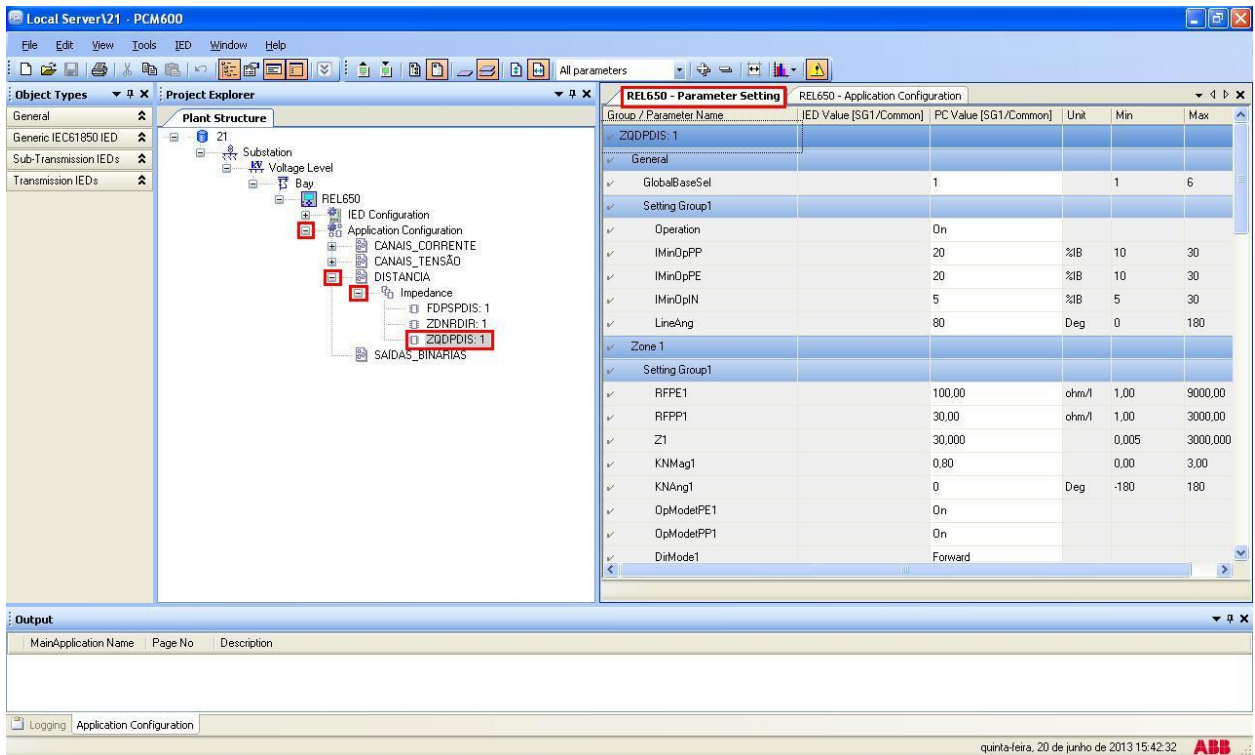 Local Server\21 - PCM600
File Edit View Tools IED Window Help
All parameters
Object Types
General
Generic IEC61850 IED
Sub-Transmission IEDs
Transmission IEDs
Project Explorer
Plant Structure
21
Substation
Voltage Level
Bay
REL650
IED Configuration
Application Configuration
CANAIS_CORRENTE
CANAIS_TENSÃO
DISTANCIA
Impedance
FDPSPDIS: 1
ZDNRDIR: 1
ZQDPDIS: 1
SAÍDAS_BINARIAS
REL650 - Parameter Setting REL650 - Application Configuration
Group / Parameter Name IED Value [SG1/Common] PC Value [SG1/Common] Unit Min Max
ZQDPDIS: 1
General
GlobalBaseSel 1 1 6
Setting Group1
Operation On
IMinOpPP 20 %IB 10 30
IMinOpPE 20 %IB 10 30
IMinOpIN 5 %IB 5 30
LineAng 80 Deg 0 180
Zone 1
Setting Group1
RFPE1 100,00 ohm/l 1,00 9000,00
RFPP1 30,00 ohm/l 1,00 3000,00
Z1 30,000 0,005 3000,000
KNMag1 0,80 0,00 3,00
KNAng1 0 Deg -180 180
OpModetPE1 On
OpModetPP1 On
DirMode1 Forward
Output
MainApplication Name Page No Description
Logging Application Configuration
quinta-feira, 20 de junho de 2013 15:42:32 ABB